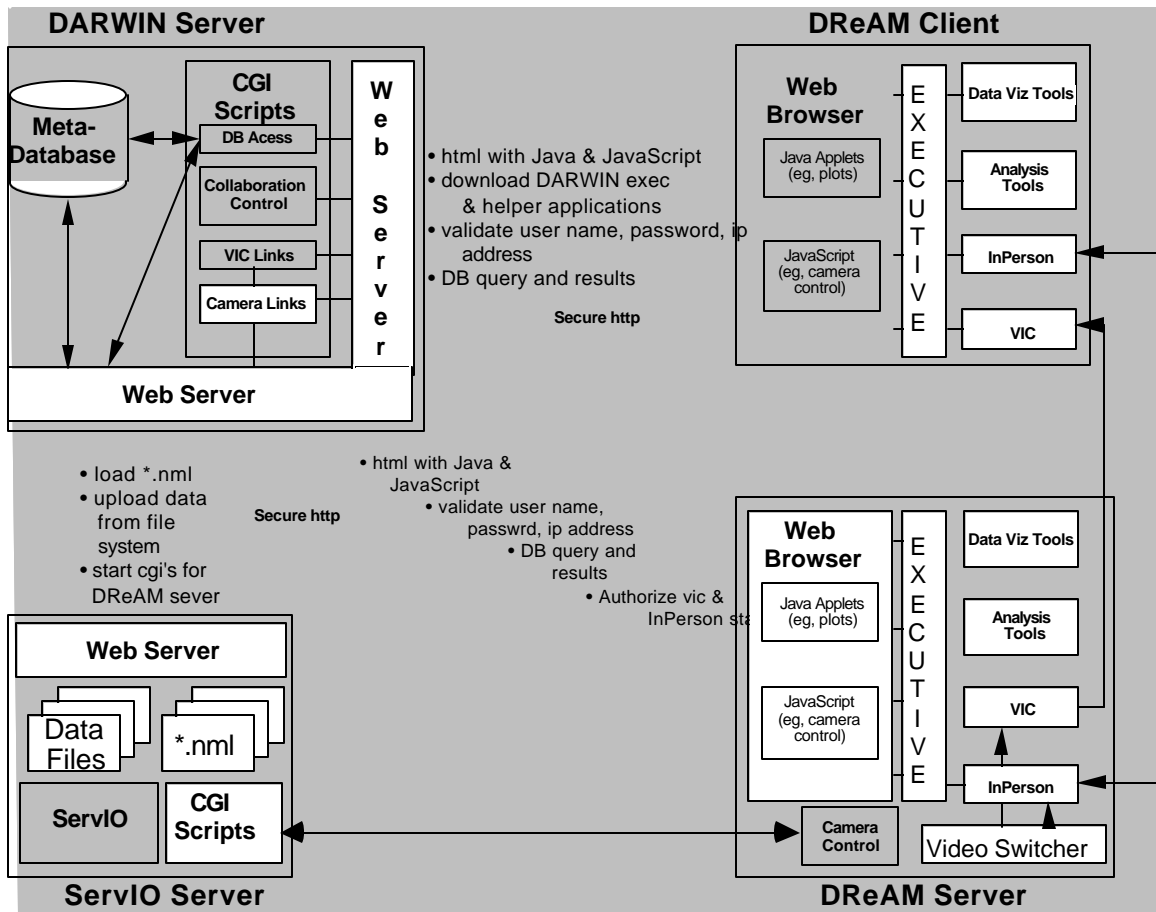 DARWIN Server
Meta-
Database
CGI
Scripts
DB Acess
Collaboration
Control
VIC Links
Camera Links
Web Server
Web Server
• html with Java & JavaScript
• download DARWIN exec
& helper applications
• validate user name, password, ip
address
• DB query and results
Secure http
DReAM Client
Web
Browser
Java Applets
(eg, plots)
JavaScript
(eg, camera
control)
EXECUTIVE
Data Viz Tools
Analysis
Tools
InPerson
VIC
• load *.nml
• upload data
from file
system
• start cgi's for
DReAM sever
Secure http
• html with Java &
JavaScript
• validate user name,
passwrd, ip address
• DB query and
results
• Authorize vic &
InPerson sta
Web Server
Data
Files
*.nml
ServIO
CGI
Scripts
ServIO Server
Web
Browser
Java Applets
(eg, plots)
JavaScript
(eg, camera
control)
EXECUTIVE
Data Viz Tools
Analysis
Tools
VIC
InPerson
Camera
Control
Video Switcher
DReAM Server